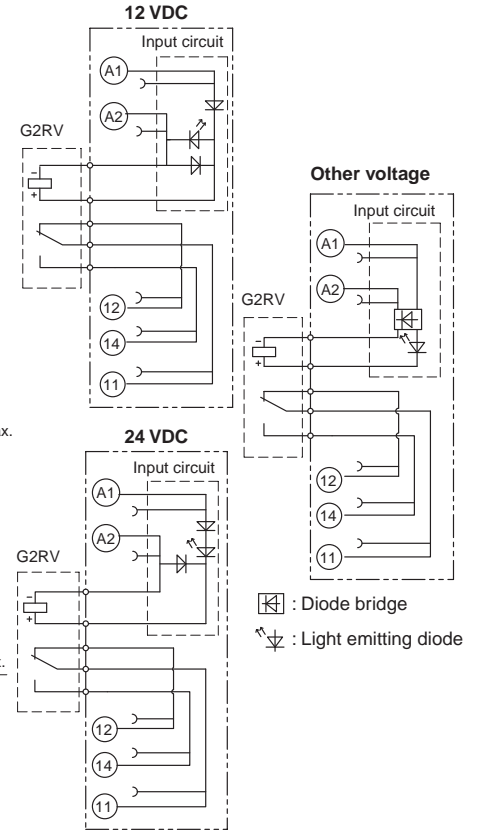 12 VDC
Input circuit
A1
A2
G2RV
−
+
12
14
11
Other voltage
Input circuit
A1
A2
G2RV
−
+
12
14
11
24 VDC
Input circuit
A1
A2
G2RV
−
+
12
14
11
: Diode bridge
: Light emitting diode